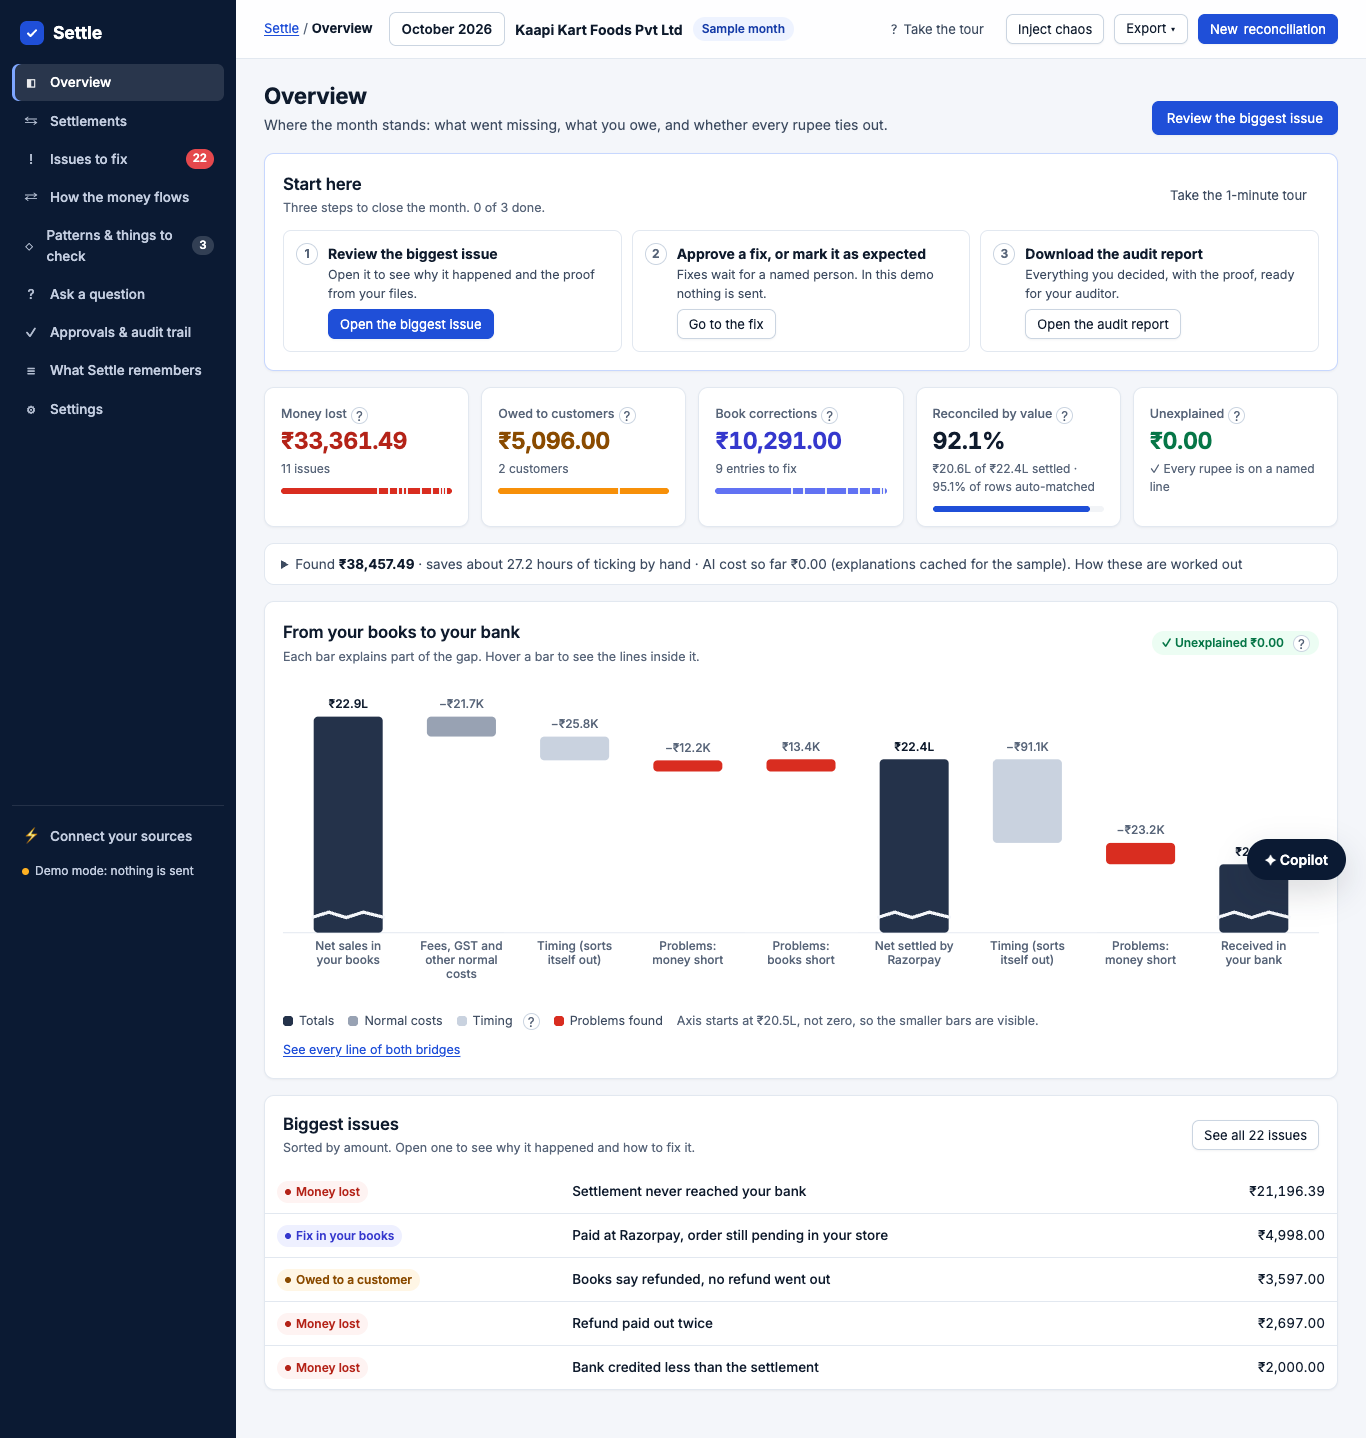 Settle
Overview
Settlements
Issues to fix 22
How the money flows
Patterns & things to check 3
Ask a question
Approvals & audit trail
What Settle remembers
Settings
Connect your sources
Demo mode: nothing is sent
Settle / Overview
October 2026
Kaapi Kart Foods Pvt Ltd
Sample month
? Take the tour
Inject chaos
Export
New reconciliation
Overview
Where the month stands: what went missing, what you owe, and whether every rupee ties out.
Review the biggest issue
Start here
Three steps to close the month. 0 of 3 done.
Take the 1-minute tour
1 Review the biggest issue
Open it to see why it happened and the proof
from your files.
Open the biggest issue
2 Approve a fix, or mark it as expected
Fixes wait for a named person. In this demo
nothing is sent.
Go to the fix
3 Download the audit report
Everything you decided, with the proof, ready
for your auditor.
Open the audit report
Money lost ?
₹33,361.49
11 issues
Owed to customers ?
₹5,096.00
2 customers
Book corrections ?
₹10,291.00
9 entries to fix
Reconciled by value ?
92.1%
₹20.6L of ₹22.4L settled ·
95.1% of rows auto-matched
Unexplained ?
₹0.00
✓ Every rupee is on a named
line
Found ₹38,457.49 · saves about 27.2 hours of ticking by hand · AI cost so far ₹0.00 (explanations cached for the sample). How these are worked out
From your books to your bank
Each bar explains part of the gap. Hover a bar to see the lines inside it.
✓ Unexplained ₹0.00 ?
₹22.9L
−₹21.7K
−₹25.8K
−₹12.2K
₹13.4K
₹22.4L
−₹91.1K
−₹23.2K
₹2
Copilot
Net sales in
your books
Fees, GST and
other normal
costs
Timing (sorts
itself out)
Problems:
money short
Problems:
books short
Net settled by
Razorpay
Timing (sorts
itself out)
Problems:
money short
Received in
your bank
Totals
Normal costs
Timing ?
Problems found
Axis starts at ₹20.5L, not zero, so the smaller bars are visible.
See every line of both bridges
Biggest issues
Sorted by amount. Open one to see why it happened and how to fix it.
See all 22 issues
Money lost Settlement never reached your bank ₹21,196.39
Fix in your books Paid at Razorpay, order still pending in your store ₹4,998.00
Owed to a customer Books say refunded, no refund went out ₹3,597.00
Money lost Refund paid out twice ₹2,697.00
Money lost Bank credited less than the settlement ₹2,000.00